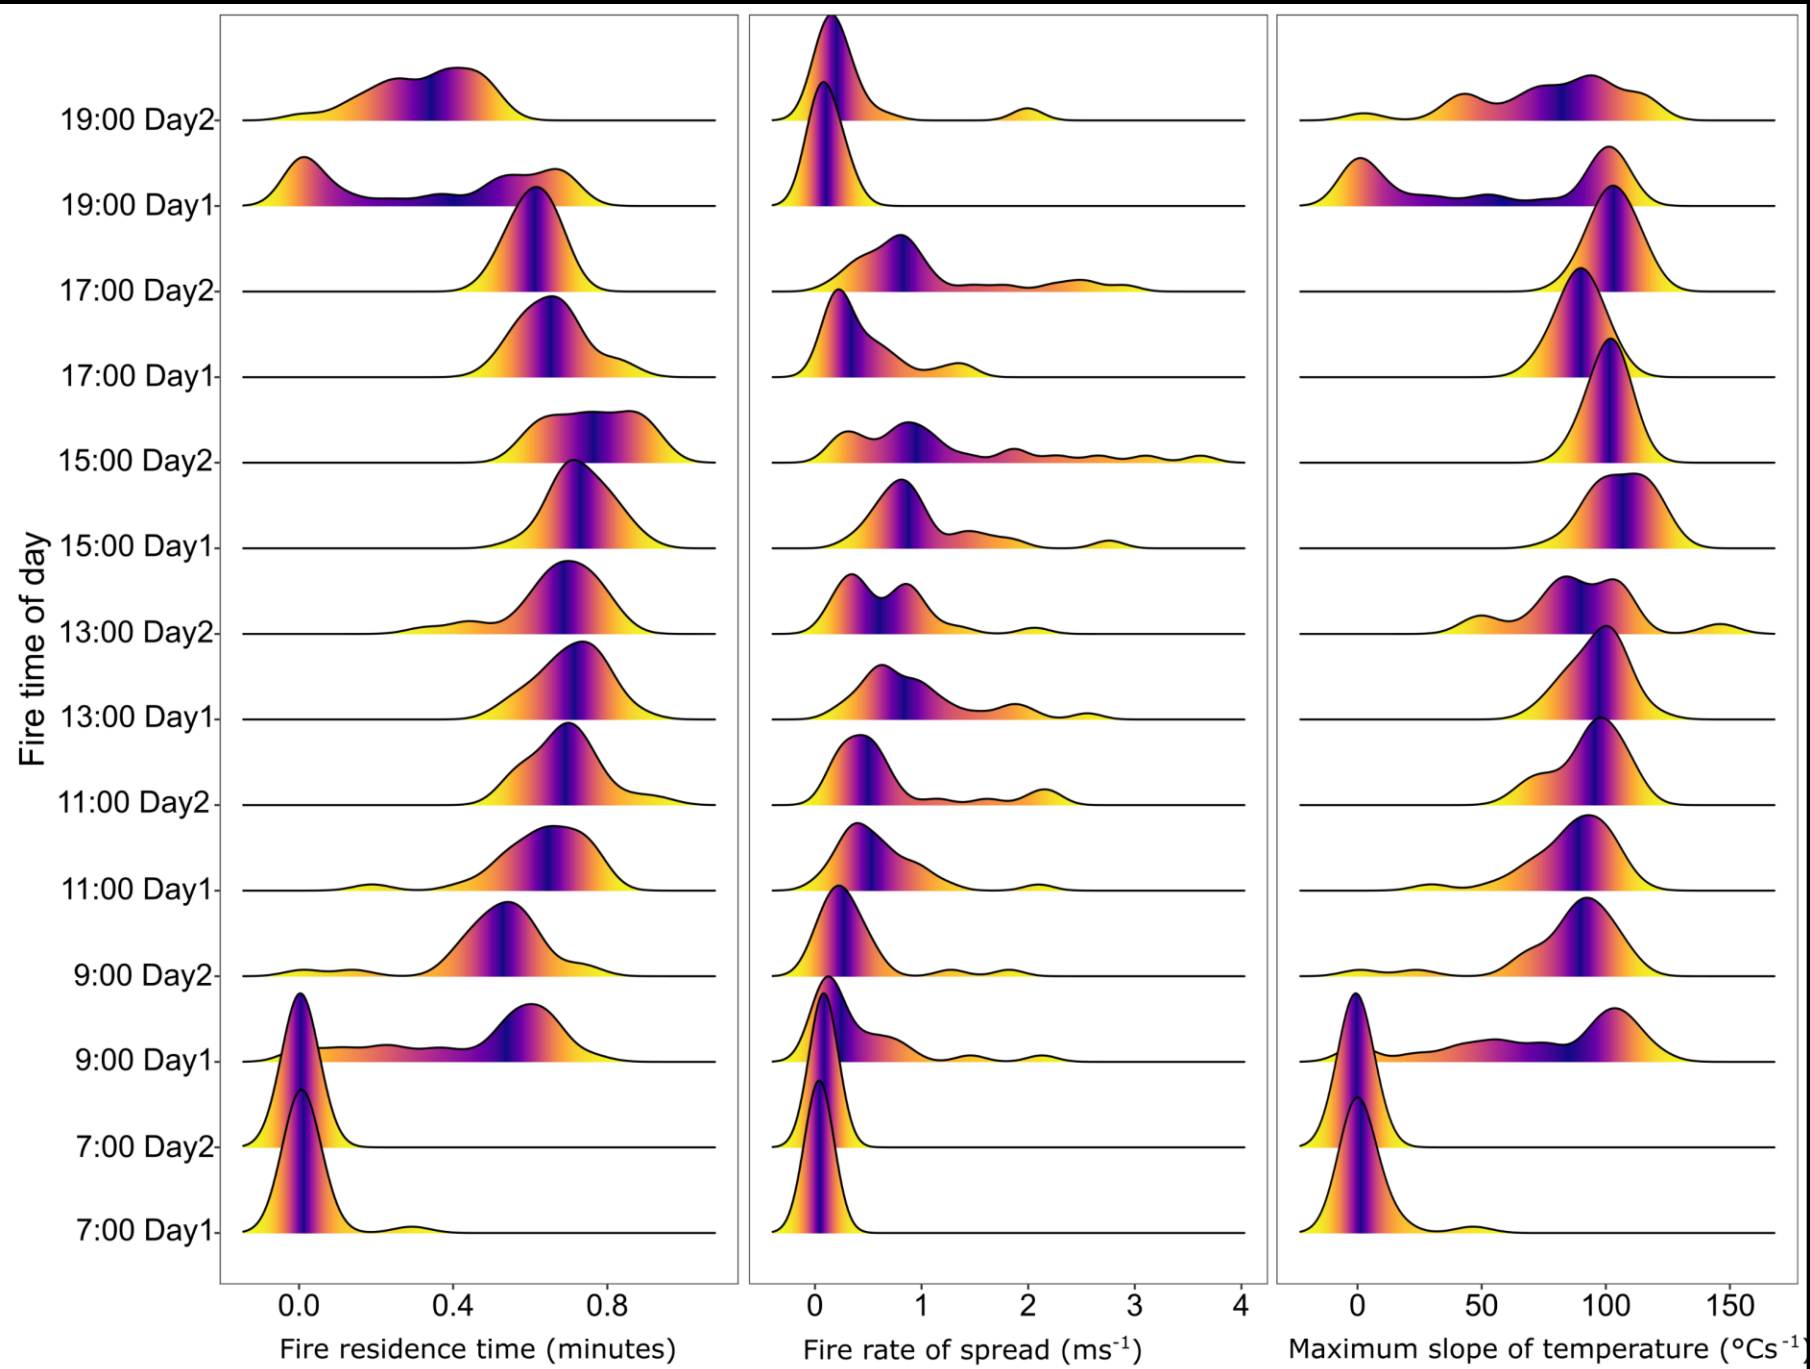 Fire time of day
19:00 Day2
19:00 Day1
17:00 Day2
17:00 Day1
15:00 Day2
15:00 Day1
13:00 Day2
13:00 Day1
11:00 Day2
11:00 Day1
9:00 Day2
9:00 Day1
7:00 Day2
7:00 Day1
0.0 0.4 0.8
0 1 2 3 4
0 50 100 150
Fire residence time (minutes)
Fire rate of spread (ms⁻¹)
Maximum slope of temperature (°Cs⁻¹)